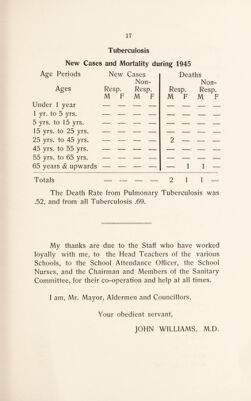 17
Tuberculosis
New Cases and Mortality during 1945
Age Periods New Cases Deaths
Non- Non-
Ages Resp. Resp. Resp. Resp.
M F M F M F M F
Under 1 year — — — — — — — —
1 yr. to 5 yrs. — — — — — — — —
5 yrs. to 15 yrs. — — — — — — — —
15 yrs. to 25 yrs. — — — — — — — —
25 yrs. to 45 yrs. — — — — 2 — — —
45 yrs. to 55 yrs. — — — — — — — —
55 yrs. to 65 yrs. — — — — — — — —
65 years & upwards — — — — — 1 1 —
Totals — — — — 2 1 1 —
The Death Rate from Pulmonary Tuberculosis was
.52, and from all Tuberculosis .69.
My thanks are due to the Staff who have worked
loyally with me, to the Head Teachers of the various
Schools, to the School Attendance Officer, the School
Nurses, and the Chairman and Members of the Sanitary
Committee, for their co-operation and help at all times.
I am, Mr. Mayor, Aldermen and Councillors,
Your obedient servant,
JOHN WILLIAMS, M.D.